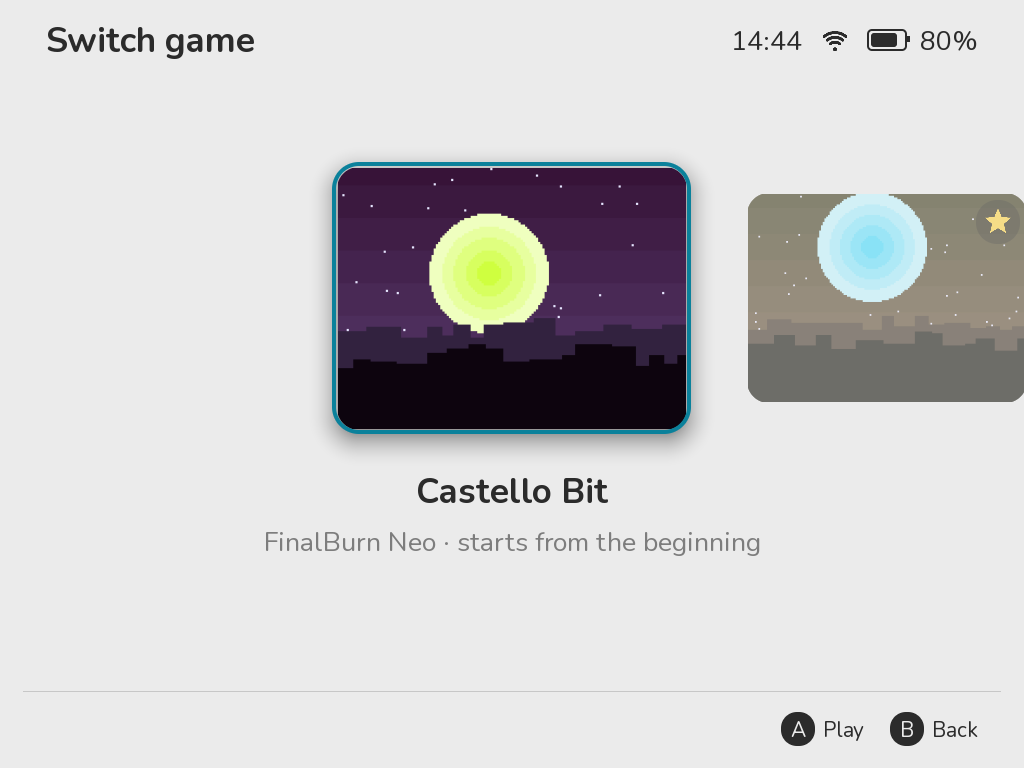 Switch game
14:44
80%
Castello Bit
FinalBurn Neo · starts from the beginning
A Play
B Back